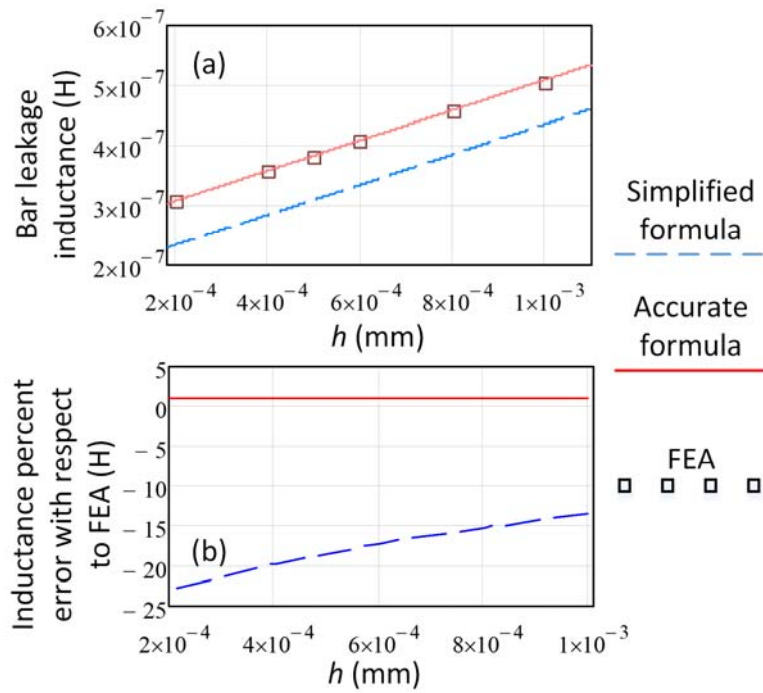 6×10⁻⁷
5×10⁻⁷
4×10⁻⁷
3×10⁻⁷
2×10⁻⁷
Bar leakage
inductance (H)
(a)
2×10⁻⁴ 4×10⁻⁴ 6×10⁻⁴ 8×10⁻⁴ 1×10⁻³
h (mm)
5
0
− 5
− 10
− 15
− 20
− 25
Inductance percent
error with respect
to FEA (H)
(b)
2×10⁻⁴ 4×10⁻⁴ 6×10⁻⁴ 8×10⁻⁴ 1×10⁻³
h (mm)
Simplified
formula
Accurate
formula
FEA